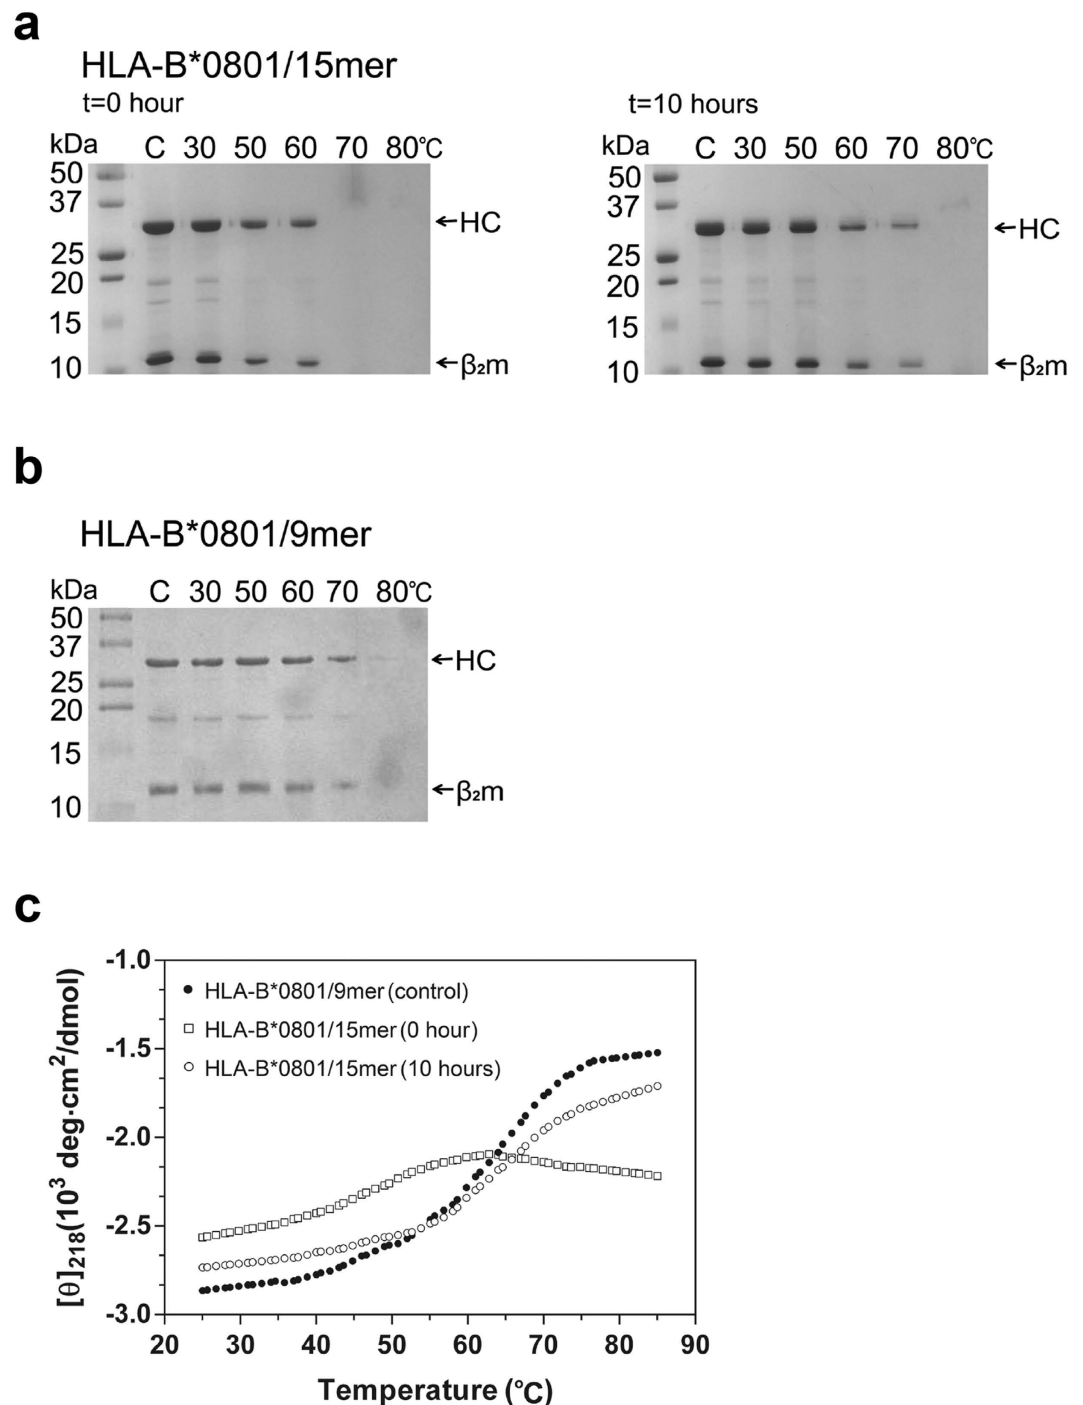 a
HLA-B*0801/15mer
t=0 hour
kDa C 30 50 60 70 80℃
50
37
25
20
15
10
←HC
←β₂m
t=10 hours
kDa C 30 50 60 70 80℃
50
37
25
20
15
10
←HC
←β₂m
b
HLA-B*0801/9mer
kDa C 30 50 60 70 80℃
50
37
25
20
15
10
←HC
←β₂m
c
[θ]₂₁₈(10³ deg·cm²/dmol)
-1.0
-1.5
-2.0
-2.5
-3.0
HLA-B*0801/9mer (control)
HLA-B*0801/15mer (0 hour)
HLA-B*0801/15mer (10 hours)
20 30 40 50 60 70 80 90
Temperature (℃)